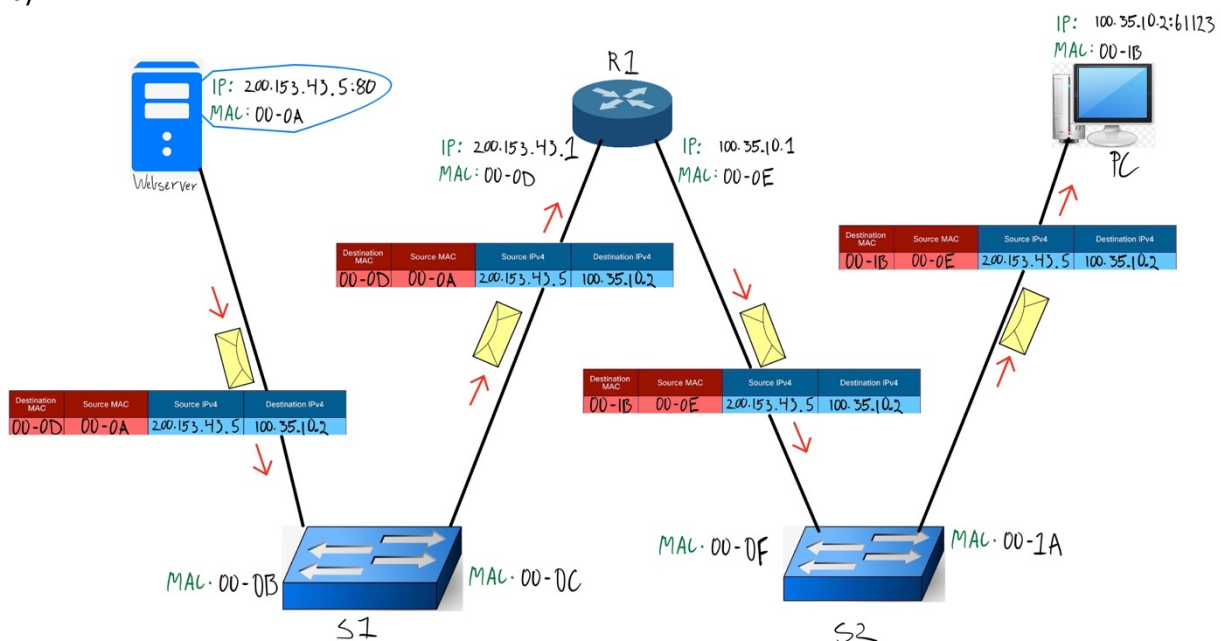 IP: 100.35.10.2:61123
MAC: 00-1B
PC
R1
IP: 200.153.43.5:80
MAC: 00-0A
Webserver
IP: 200.153.43.1
MAC: 00-0D
IP: 100.35.10.1
MAC: 00-0E
Destination MAC Source MAC Source IPv4 Destination IPv4
00-0D 00-0A 200.153.43.5 100.35.10.2
Destination MAC Source MAC Source IPv4 Destination IPv4
00-1B 00-0E 200.153.43.5 100.35.10.2
Destination MAC Source MAC Source IPv4 Destination IPv4
00-0D 00-0A 200.153.43.5 100.35.10.2
Destination MAC Source MAC Source IPv4 Destination IPv4
00-1B 00-0E 200.153.43.5 100.35.10.2
MAC. 00-0B
MAC. 00-0C
S1
MAC. 00-0F
MAC. 00-1A
S2